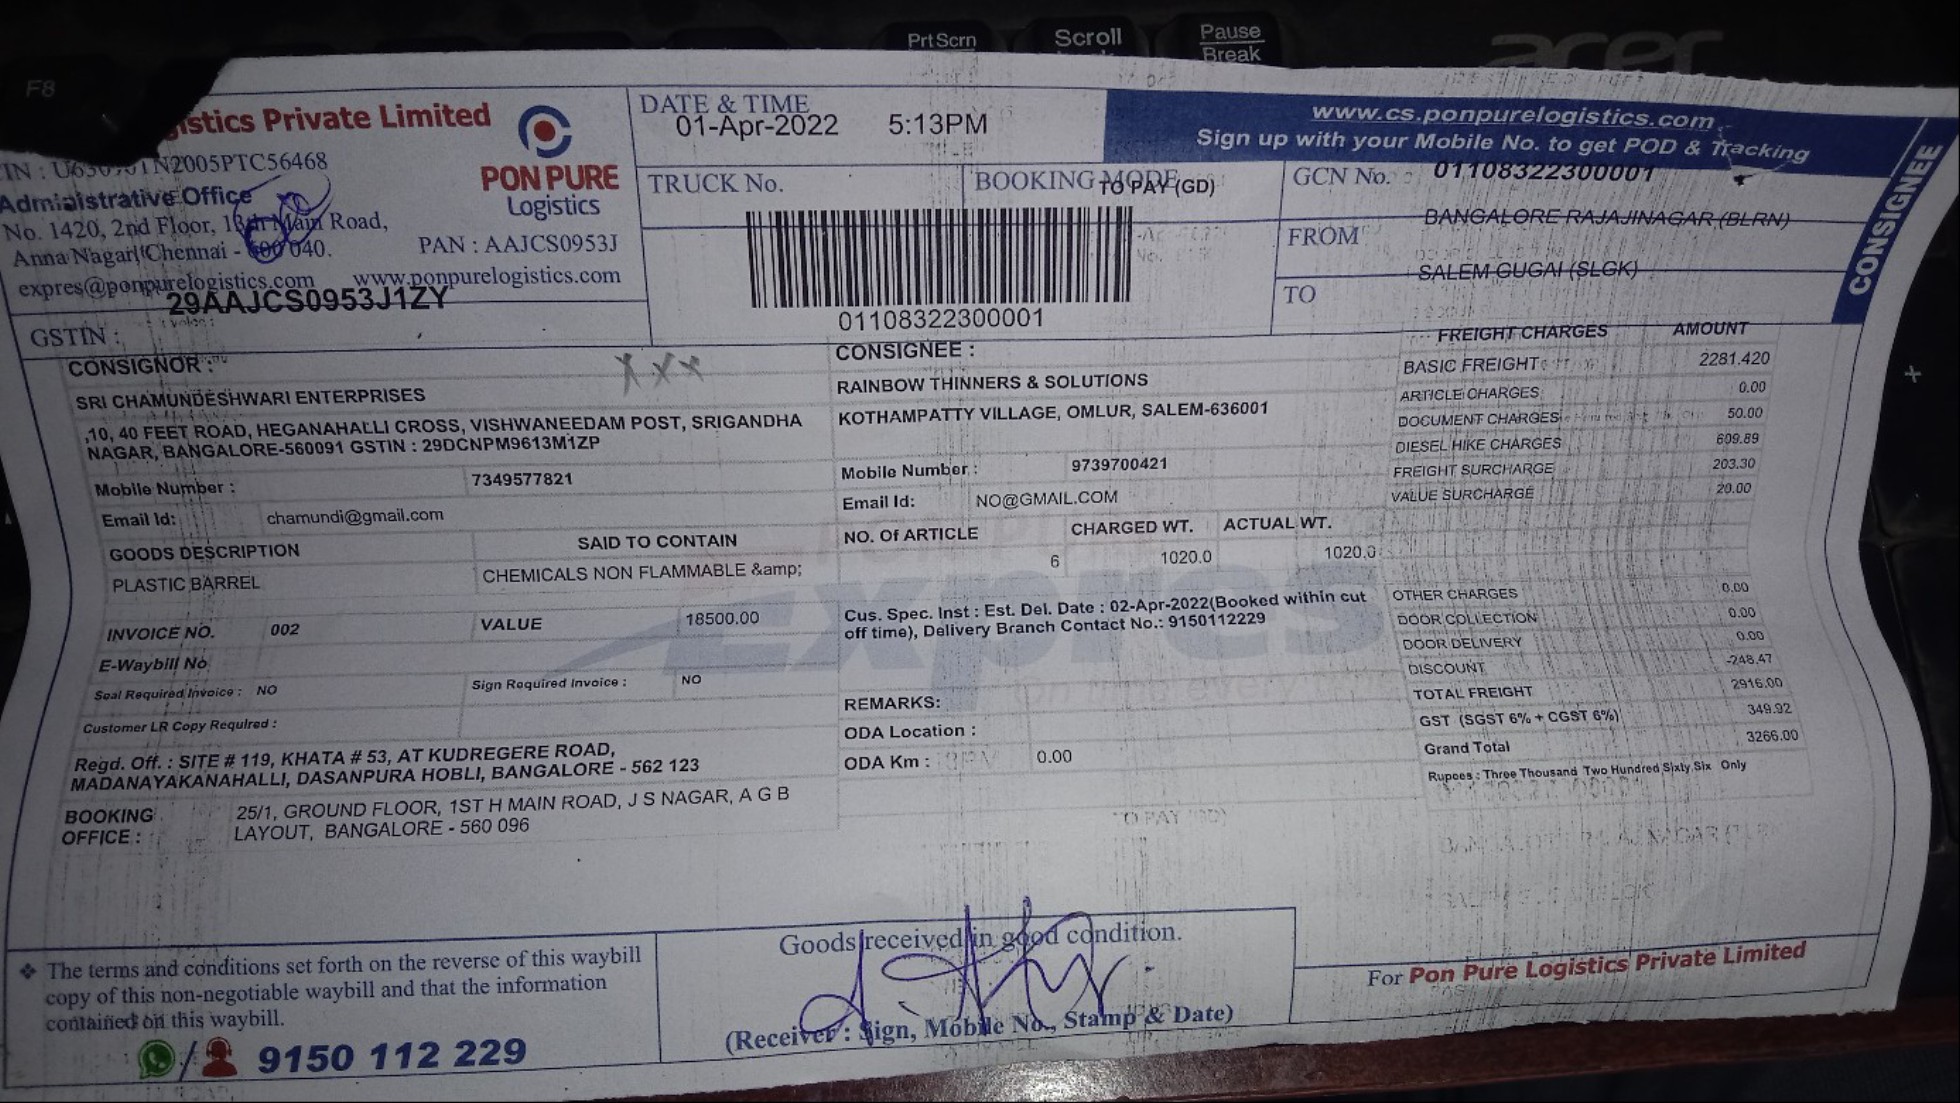 F8
PrtScrn
Scroll
Pause
Break
acer
istics Private Limited
N2005PTC56468
Administrative Office
No. 1420, 2nd Floor, Main Road,
Anna Nagar, Chennai - 600 040.
PAN : AAJCS0953J
expres@ponpurelogistics.com www.ponpurelogistics.com
29AAJCS0953J1ZY
GSTIN :
PON PURE
Logistics
DATE & TIME
01-Apr-2022 5:13PM
www.cs.ponpurelogistics.com
Sign up with your Mobile No. to get POD & Tracking
CONSIGNEE
TRUCK No.
BOOKING MODE
TO PAY (GD)
GCN No. 01108322300001
FROM BANGALORE RAJAJINAGAR (BLRN)
TO SALEM GUGAI (SLGK)
01108322300001
CONSIGNOR :
XXX
SRI CHAMUNDESHWARI ENTERPRISES
,10, 40 FEET ROAD, HEGANAHALLI CROSS, VISHWANEEDAM POST, SRIGANDHA
NAGAR, BANGALORE-560091 GSTIN : 29DCNPM9613M1ZP
Mobile Number : 7349577821
Email Id: chamundi@gmail.com
CONSIGNEE :
RAINBOW THINNERS & SOLUTIONS
KOTHAMPATTY VILLAGE, OMLUR, SALEM-636001
Mobile Number : 9739700421
Email Id: NO@GMAIL.COM
FREIGHT CHARGES AMOUNT
BASIC FREIGHT 2281.420
ARTICLE CHARGES 0.00
DOCUMENT CHARGES 50.00
DIESEL HIKE CHARGES 609.89
FREIGHT SURCHARGE 203.30
VALUE SURCHARGE 20.00
GOODS DESCRIPTION SAID TO CONTAIN
PLASTIC BARREL CHEMICALS NON FLAMMABLE &amp;
NO. Of ARTICLE CHARGED WT. ACTUAL WT.
6 1020.0 1020.0
INVOICE NO. 002 VALUE 18500.00
E-Waybill No
Seal Required Invoice : NO Sign Required Invoice : NO
Customer LR Copy Required :
Cus. Spec. Inst : Est. Del. Date : 02-Apr-2022(Booked within cut
off time), Delivery Branch Contact No.: 9150112229
REMARKS:
ODA Location :
ODA Km : 0.00
OTHER CHARGES 0.00
DOOR COLLECTION 0.00
DOOR DELIVERY 0.00
DISCOUNT -248.47
TOTAL FREIGHT 2916.00
GST (SGST 6% + CGST 6%) 349.92
Grand Total 3266.00
Rupees : Three Thousand Two Hundred Sixty Six Only
Regd. Off. : SITE # 119, KHATA # 53, AT KUDREGERE ROAD,
MADANAYAKANAHALLI, DASANPURA HOBLI, BANGALORE - 562 123
BOOKING
OFFICE :
25/1, GROUND FLOOR, 1ST H MAIN ROAD, J S NAGAR, A G B
LAYOUT, BANGALORE - 560 096
The terms and conditions set forth on the reverse of this waybill
copy of this non-negotiable waybill and that the information
contained on this waybill.
9150 112 229
Goods received in good condition.
(Receiver : Sign, Mobile No., Stamp & Date)
For Pon Pure Logistics Private Limited